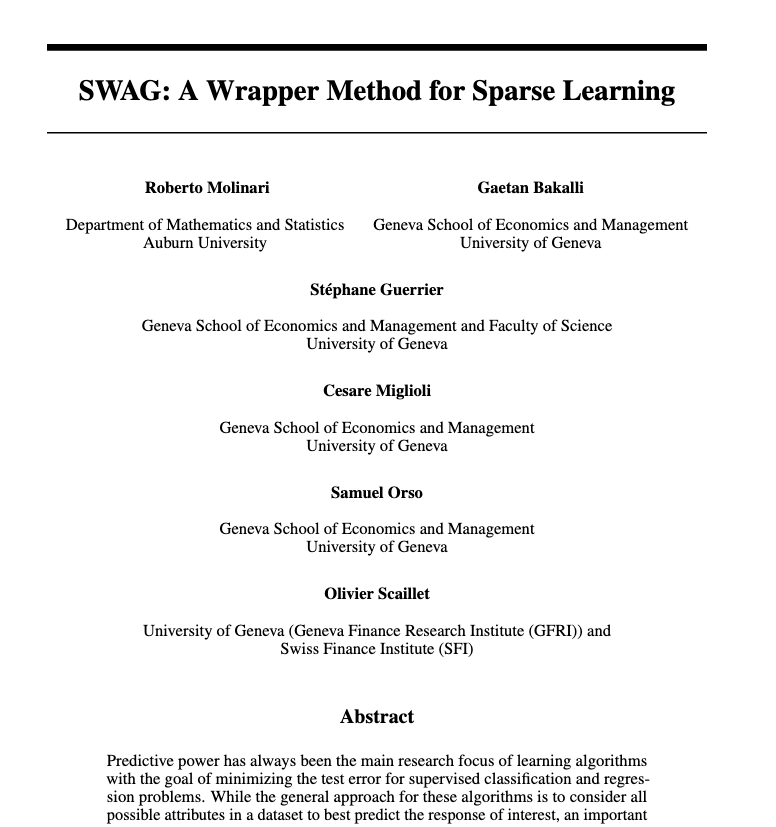 SWAG: A Wrapper Method for Sparse Learning
Roberto Molinari
Department of Mathematics and Statistics
Auburn University
Gaetan Bakalli
Geneva School of Economics and Management
University of Geneva
Stéphane Guerrier
Geneva School of Economics and Management and Faculty of Science
University of Geneva
Cesare Miglioli
Geneva School of Economics and Management
University of Geneva
Samuel Orso
Geneva School of Economics and Management
University of Geneva
Olivier Scaillet
University of Geneva (Geneva Finance Research Institute (GFRI)) and
Swiss Finance Institute (SFI)
Abstract
Predictive power has always been the main research focus of learning algorithms
with the goal of minimizing the test error for supervised classification and regres-
sion problems. While the general approach for these algorithms is to consider all
possible attributes in a dataset to best predict the response of interest, an important